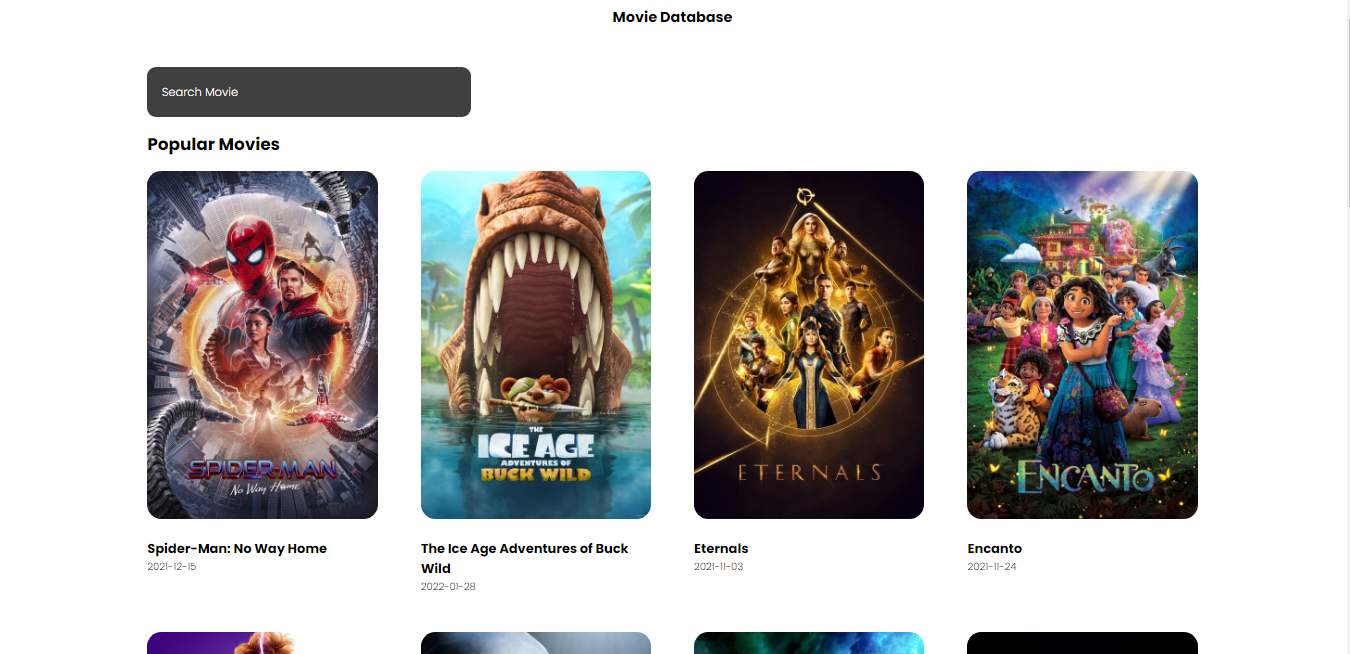 Movie Database
Search Movie
Popular Movies
SPIDER-MAN
No Way Home
THE
ICE AGE
ADVENTURES OF
BUCK WILD
ETERNALS
ENCANTO
Spider-Man: No Way Home
2021-12-15
The Ice Age Adventures of Buck
Wild
2022-01-28
Eternals
2021-11-03
Encanto
2021-11-24